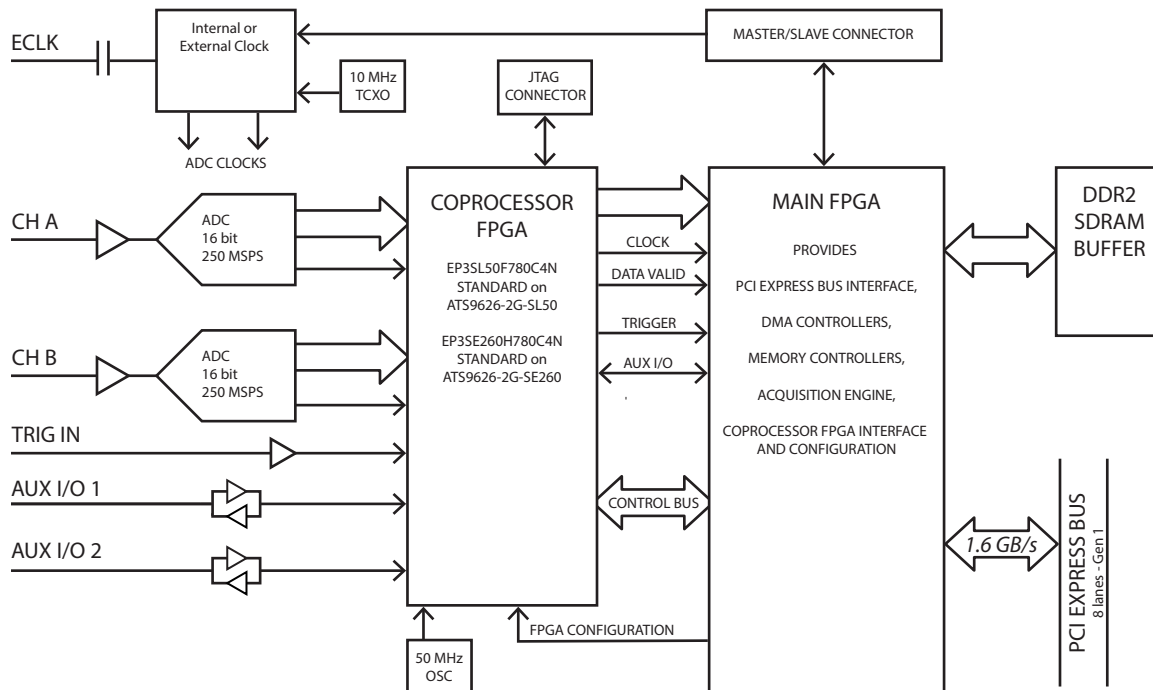 ECLK
Internal or
External Clock
10 MHz
TCXO
ADC CLOCKS
MASTER/SLAVE CONNECTOR
JTAG
CONNECTOR
CH A
ADC
16 bit
250 MSPS
CH B
ADC
16 bit
250 MSPS
TRIG IN
AUX I/O 1
AUX I/O 2
COPROCESSOR
FPGA
EP3SL50F780C4N
STANDARD on
ATS9626-2G-SL50
EP3SE260H780C4N
STANDARD on
ATS9626-2G-SE260
50 MHz
OSC
CLOCK
DATA VALID
TRIGGER
AUX I/O
CONTROL BUS
FPGA CONFIGURATION
MAIN FPGA
PROVIDES
PCI EXPRESS BUS INTERFACE,
DMA CONTROLLERS,
MEMORY CONTROLLERS,
ACQUISITION ENGINE,
COPROCESSOR FPGA INTERFACE
AND CONFIGURATION
DDR2
SDRAM
BUFFER
1.6 GB/s
PCI EXPRESS BUS
8 lanes - Gen 1